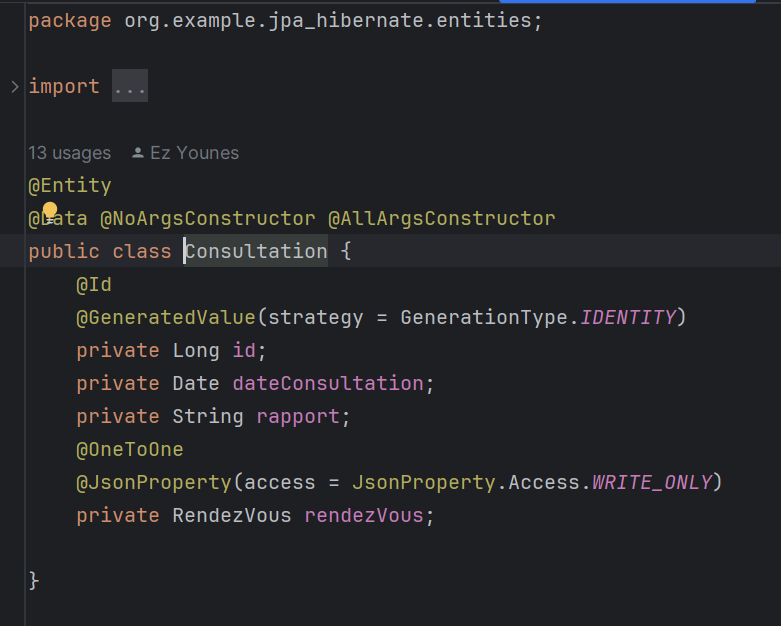 package org.example.jpa_hibernate.entities;
import ...
13 usages Ez Younes
@Entity
@Data @NoArgsConstructor @AllArgsConstructor
public class Consultation {
@Id
@GeneratedValue(strategy = GenerationType.IDENTITY)
private Long id;
private Date dateConsultation;
private String rapport;
@OneToOne
@JsonProperty(access = JsonProperty.Access.WRITE_ONLY)
private RendezVous rendezVous;
}